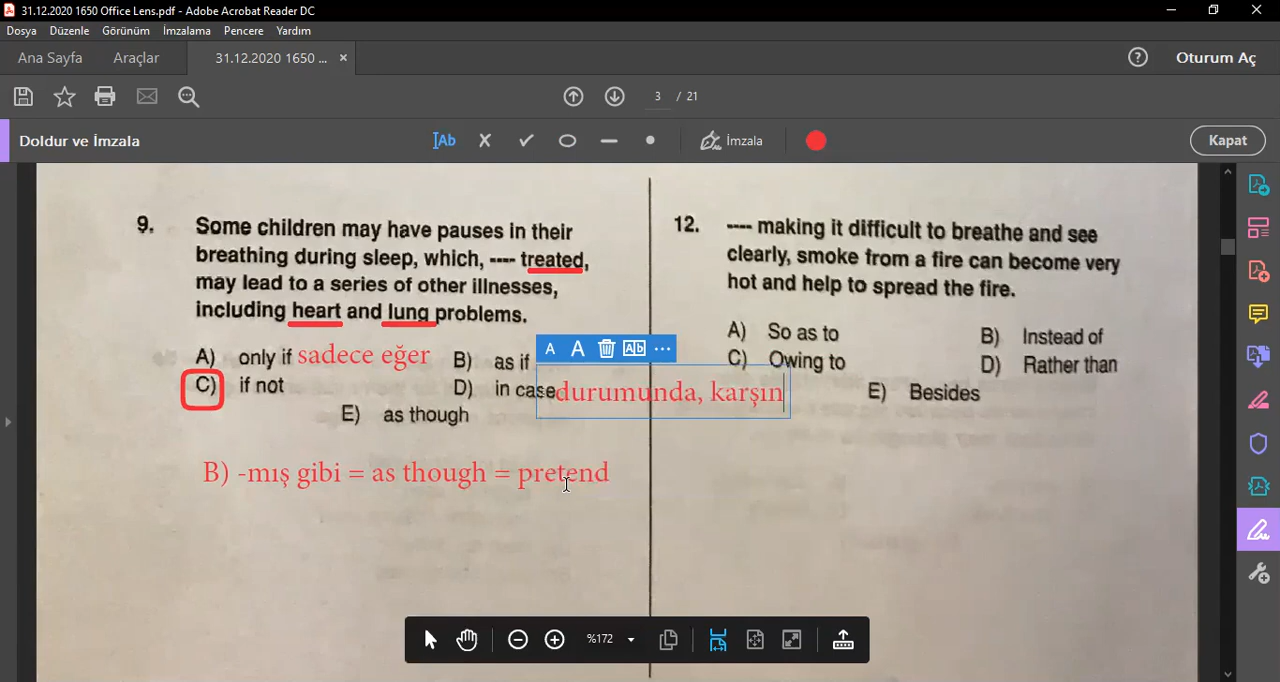 31.12.2020 1650 Office Lens.pdf - Adobe Acrobat Reader DC
Dosya Düzenle Görünüm İmzalama Pencere Yardım
Ana Sayfa Araçlar 31.12.2020 1650 ... × Oturum Aç
3 / 21
Doldur ve İmzala İmzala Kapat
9. Some children may have pauses in their
breathing during sleep, which, ---- treated,
may lead to a series of other illnesses,
including heart and lung problems.
A) only if sadece eğer B) as if
C) if not D) in case durumunda, karşın
E) as though
B) -mış gibi = as though = pretend
12. ---- making it difficult to breathe and see
clearly, smoke from a fire can become very
hot and help to spread the fire.
A) So as to B) Instead of
C) Owing to D) Rather than
E) Besides
%172